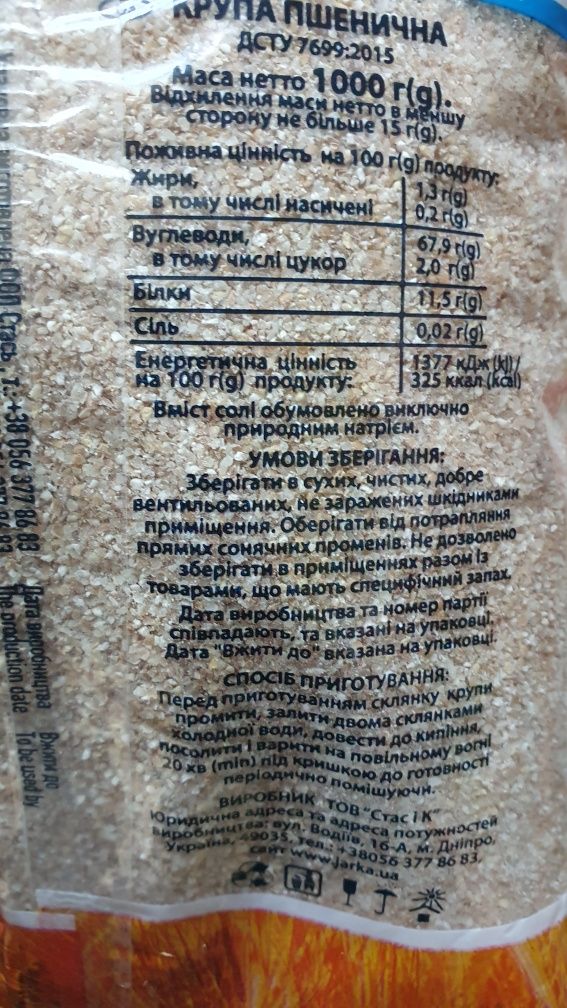 КРУПА ПШЕНИЧНА
ДСТУ 7699:2015
Маса нетто 1000 г(g).
Відхилення маси нетто в меншу
сторону не більше 15 г(g).
Поживна цінність на 100 г(g) продукту:
Жири, 1,3 г(g)
в тому числі насичені 0,2 г(g)
Вуглеводи, 67,9 г(g)
в тому числі цукор 2,0 г(g)
Білки 11,5 г(g)
Сіль 0,02 г(g)
Енергетична цінність 1377 кДж (kJ)/
на 100 г(g) продукту: 325 ккал (kcal)
Вміст солі обумовлено виключно
природним натрієм.
УМОВИ ЗБЕРІГАННЯ:
Зберігати в сухих, чистих, добре
вентильованих, не заражених шкідниками
приміщення. Оберігати від потрапляння
прямих сонячних променів. Не дозволено
зберігати в приміщеннях разом із
товарами, що мають специфічний запах.
Дата виробництва та номер партії
співпадають, та вказані на упаковці.
Дата "Вжити до" вказана на упаковці.
СПОСІБ ПРИГОТУВАННЯ:
Перед приготуванням склянку крупи
промити, залити двома склянками
холодної води, довести до кипіння,
посолити і варити на повільному вогні
20 хв (min) під кришкою до готовності
періодично помішуючи.
ВИРОБНИК ТОВ "Стас і К"
Юридична адреса та адреса потужностей
виробництва: вул. Водіїв, 16-А, м. Дніпро,
Україна, 49035, тел.: +38056 377 86 83,
сайт www.jarka.ua
Стась, т.: +38 056 377 86 83
Дата виробництва
The production date
Вжити до
To be used by